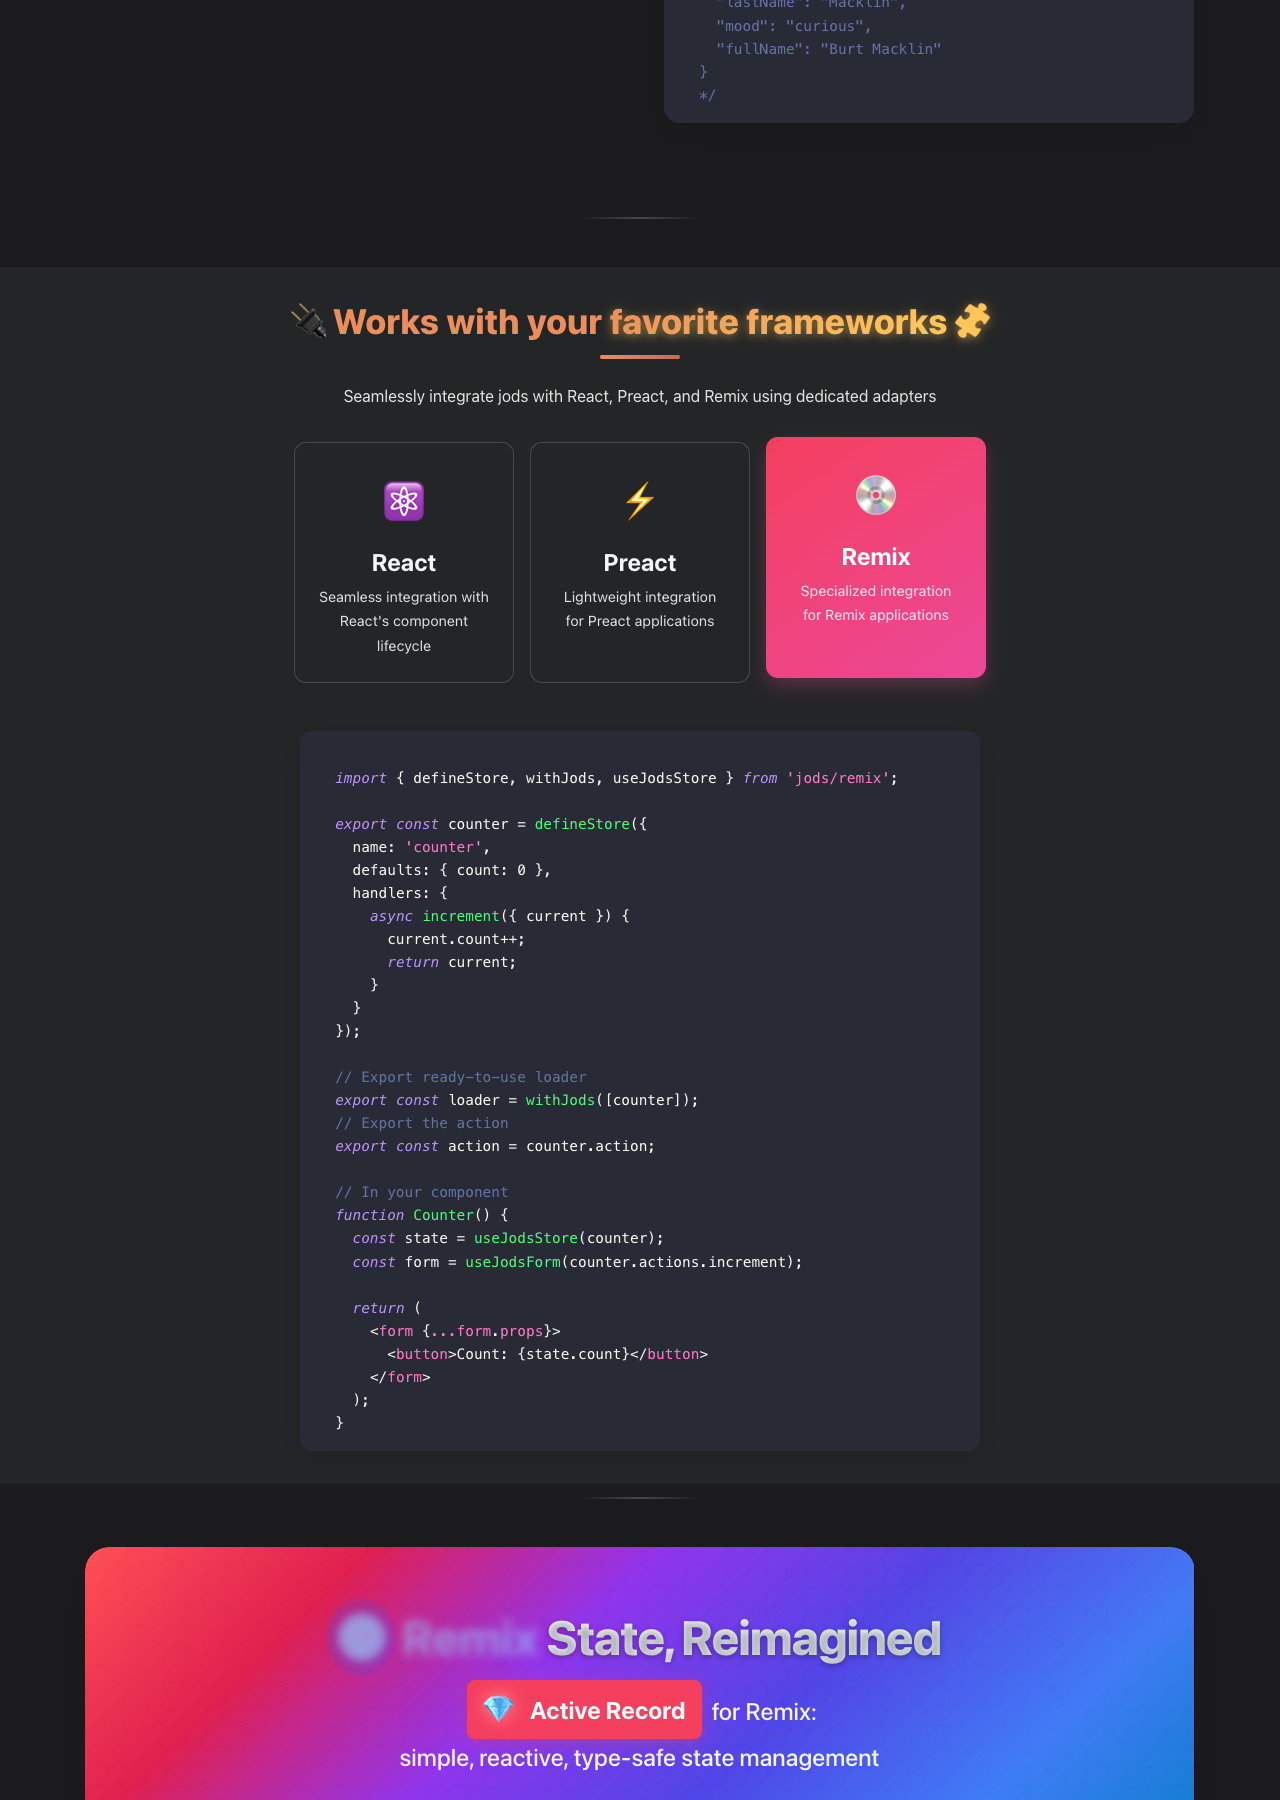 "lastName": "Macklin",
"mood": "curious",
"fullName": "Burt Macklin"
}
*/
Works with your favorite frameworks
Seamlessly integrate jods with React, Preact, and Remix using dedicated adapters
React
Seamless integration with
React's component
lifecycle
Preact
Lightweight integration
for Preact applications
Remix
Specialized integration
for Remix applications
import { defineStore, withJods, useJodsStore } from 'jods/remix';
export const counter = defineStore({
name: 'counter',
defaults: { count: 0 },
handlers: {
async increment({ current }) {
current.count++;
return current;
}
}
});
// Export ready-to-use loader
export const loader = withJods([counter]);
// Export the action
export const action = counter.action;
// In your component
function Counter() {
const state = useJodsStore(counter);
const form = useJodsForm(counter.actions.increment);
return (
<form {...form.props}>
<button>Count: {state.count}</button>
</form>
);
}
Remix State, Reimagined
Active Record for Remix:
simple, reactive, type-safe state management